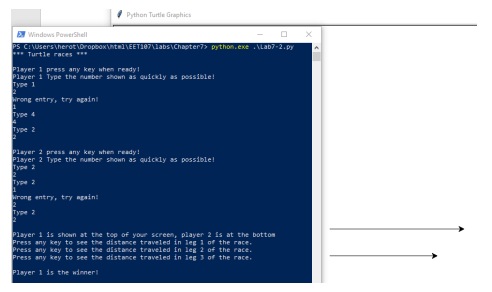 Python Turtle Graphics
Windows PowerShell
PS C:\Users\herot\Dropbox\html\EET107\labs\Chapter7> python.exe .\Lab7-2.py
*** Turtle races ***
Player 1 press any key when ready!
Player 1 Type the number shown as quickly as possible!
Type 1
2
Wrong entry, try again!
1
Type 4
4
Type 2
2
Player 2 press any key when ready!
Player 2 Type the number shown as quickly as possible!
Type 2
2
Type 2
1
Wrong entry, try again!
2
Type 2
2
Player 1 is shown at the top of your screen, player 2 is at the bottom
Press any key to see the distance traveled in leg 1 of the race.
Press any key to see the distance traveled in leg 2 of the race.
Press any key to see the distance traveled in leg 3 of the race.
Player 1 is the winner!